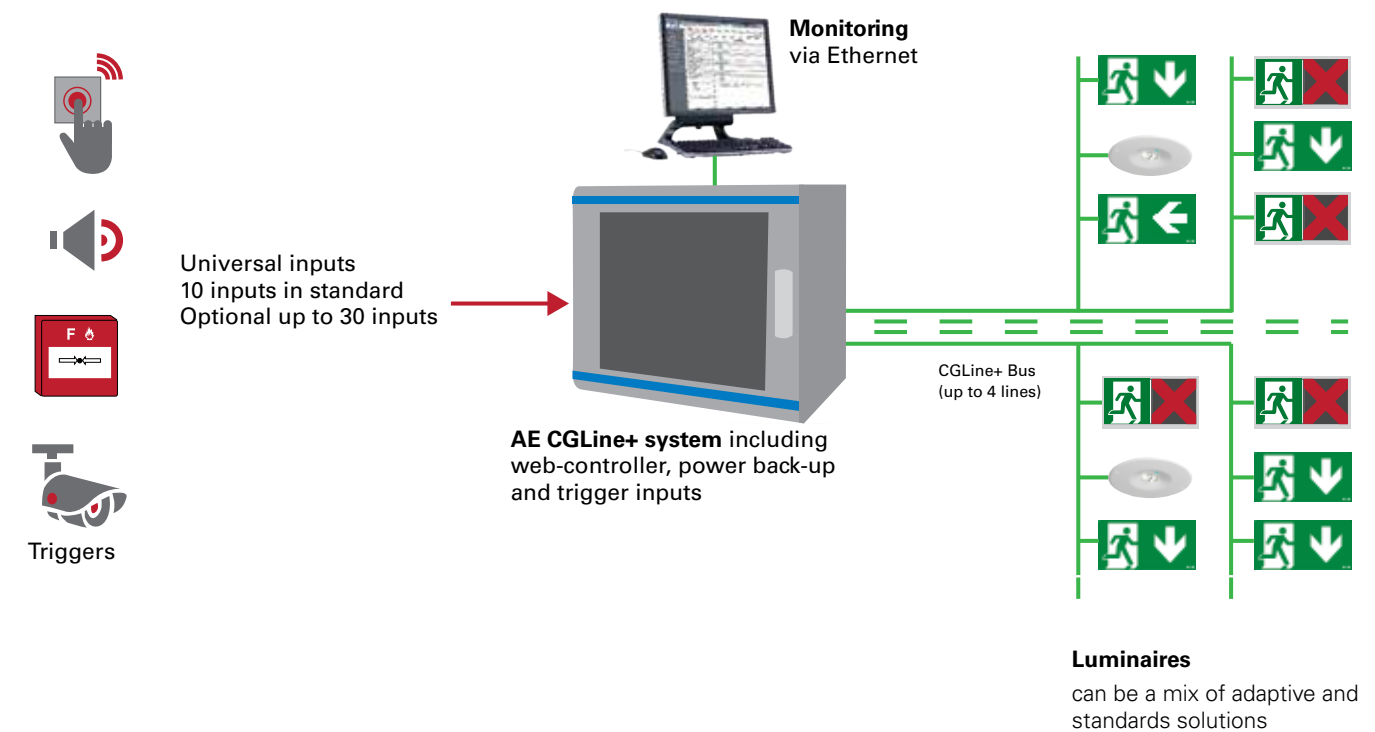 Monitoring
via Ethernet
Universal inputs
10 inputs in standard
Optional up to 30 inputs
F
CGLine+ Bus
(up to 4 lines)
AE CGLine+ system including
web-controller, power back-up
and trigger inputs
Triggers
Luminaires
can be a mix of adaptive and
standards solutions